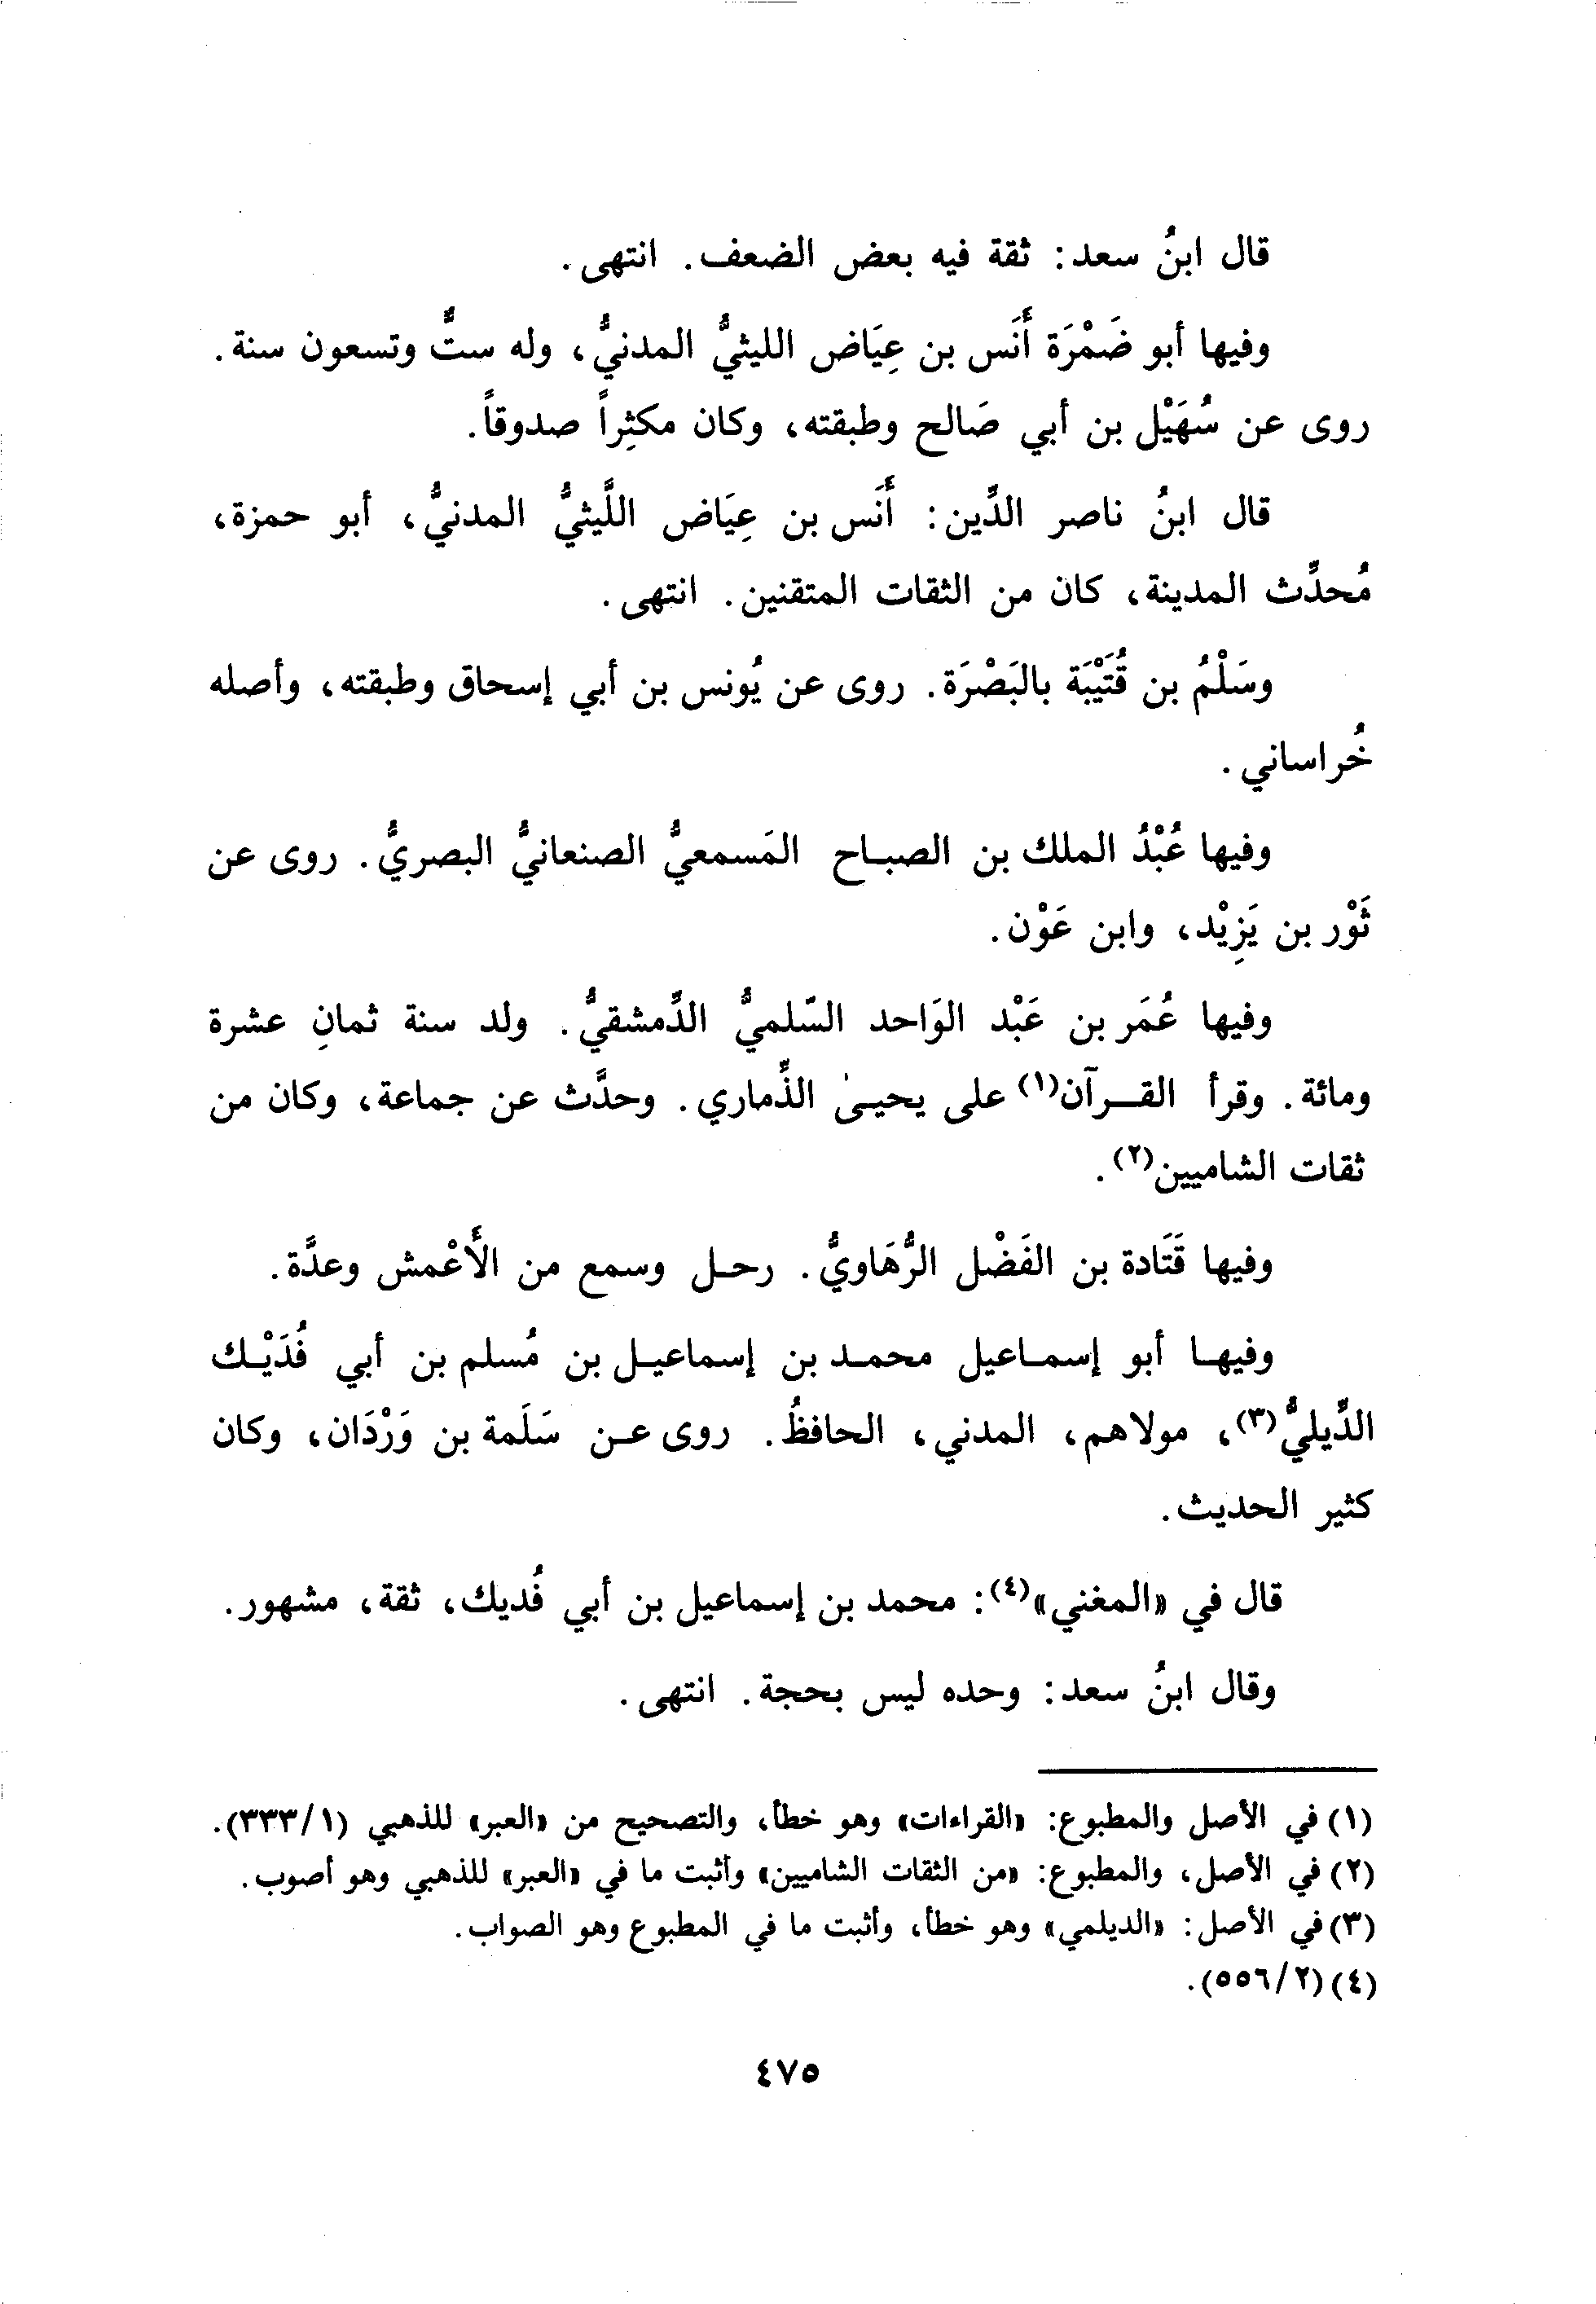 قال ابنُ سعد: ثقة فيه بعض الضعف. انتهى.
وفيها أبو ضَمْرَة أَنَس بن عِيَاض الليثيُّ المدنيُّ، وله ستٌّ وتسعون سنة.
روى عن سُهَيْل بن أبي صَالح وطبقته، وكان مكثِراً صدوقاً.
قال ابنُ ناصر الدِّين: أَنَس بن عِيَاض اللَّيثيُّ المدنيُّ، أبو حمزة،
مُحدِّث المدينة، كان من الثقات المتقنين. انتهى.
وسَلْمُ بن قُتَيْبَة بالبَصْرَة. روى عن يُونس بن أبي إسحاق وطبقته، وأصله
خُراساني.
وفيها عُبْدُ الملك بن الصباح المَسمعيُّ الصنعانيُّ البصريُّ. روى عن
ثَوْر بن يَزِيْد، وابن عَوْن.
وفيها عُمَر بن عَبْد الوَاحد السّلميُّ الدِّمشقيُّ. ولد سنة ثمانِ عشرة
ومائة. وقرأ القرآن(١) على يحيىٰ الذِّماري. وحدَّث عن جماعة، وكان من
ثقات الشاميين(٢).
وفيها قَتَادة بن الفَضْل الرُّهَاويُّ. رحل وسمع من الأَعْمش وعدَّة.
وفيها أبو إسماعيل محمد بن إسماعيل بن مُسلم بن أبي فُدَيْك
الدِّيليُّ(٣)، مولاهم، المدني، الحافظُ. روى عن سَلَمة بن وَرْدَان، وكان
كثير الحديث.
قال في «المغني»(٤): محمد بن إسماعيل بن أبي فُديك، ثقة، مشهور.
وقال ابنُ سعد: وحده ليس بحجة. انتهى.
(١) في الأصل والمطبوع: «القراءات» وهو خطأ، والتصحيح من «العبر» للذهبي (١/٣٣٣).
(٢) في الأصل، والمطبوع: «من الثقات الشاميين» وأثبت ما في «العبر» للذهبي وهو أصوب.
(٣) في الأصل: «الديلمي» وهو خطأ، وأثبت ما في المطبوع وهو الصواب.
(٤) (٢/٥٥٦).
٤٧٥